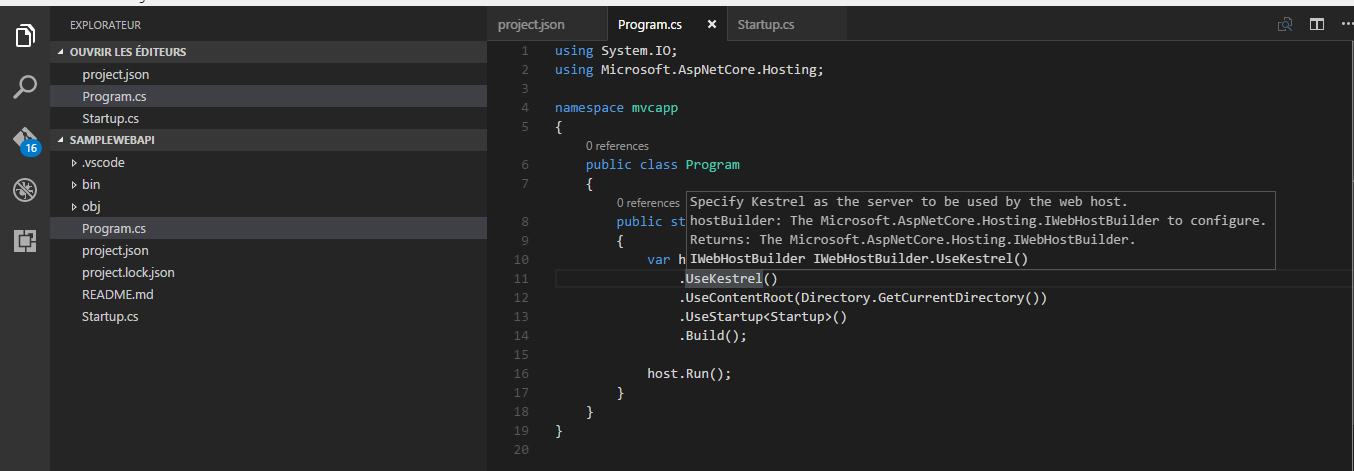 EXPLORATEUR
OUVRIR LES ÉDITEURS
project.json
Program.cs
Startup.cs
SAMPLEWEBAPI
.vscode
bin
obj
Program.cs
project.json
project.lock.json
README.md
Startup.cs
16
project.json Program.cs × Startup.cs
1 using System.IO;
2 using Microsoft.AspNetCore.Hosting;
3
4 namespace mvcapp
5 {
0 references
6 public class Program
7 {
0 references
8 public st
9 {
10 var h
Specify Kestrel as the server to be used by the web host.
hostBuilder: The Microsoft.AspNetCore.Hosting.IWebHostBuilder to configure.
Returns: The Microsoft.AspNetCore.Hosting.IWebHostBuilder.
IWebHostBuilder IWebHostBuilder.UseKestrel()
11 .UseKestrel()
12 .UseContentRoot(Directory.GetCurrentDirectory())
13 .UseStartup<Startup>()
14 .Build();
15
16 host.Run();
17 }
18 }
19 }
20